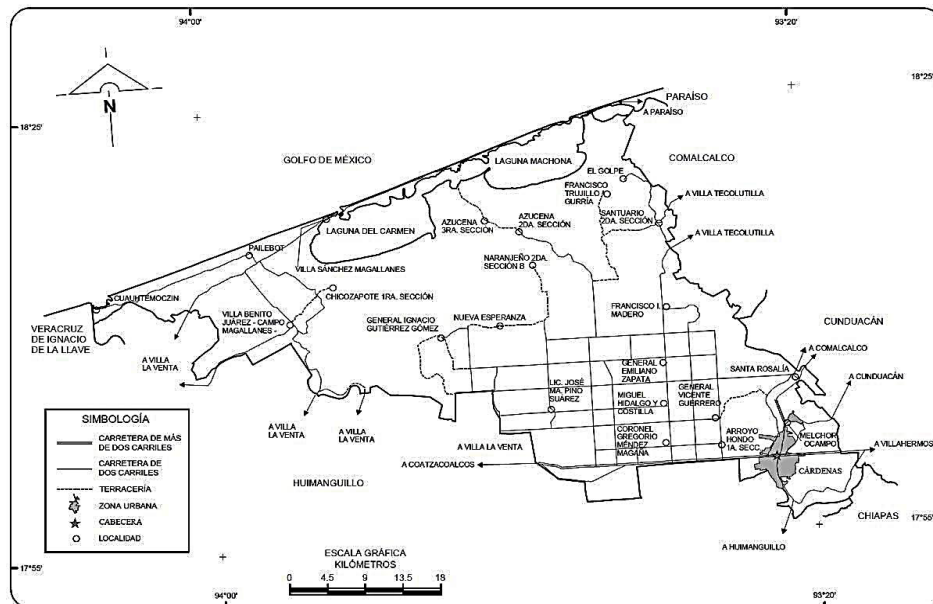 94°00'
93°20'
18°25'
N
PARAÍSO
A PARAÍSO
18°25'
GOLFO DE MÉXICO
LAGUNA MACHONA
COMALCALCO
EL GOLPE
FRANCISCO
TRUJILLO
GURRÍA
A VILLA TECOLUTILLA
LAGUNA DEL CARMEN
AZUCENA
3RA. SECCIÓN
AZUCENA
2DA. SECCIÓN
SANTUARIO
2DA. SECCIÓN
A VILLA TECOLUTILLA
PAILEBOT
VILLA SÁNCHEZ MAGALLANES
NARANJEÑO 2DA.
SECCIÓN B
CUAUHTEMOCZIN
CHICOZAPOTE 1RA. SECCIÓN
VERACRUZ
DE IGNACIO
DE LA LLAVE
VILLA BENITO
JUÁREZ - CAMPO
MAGALLANES -
GENERAL IGNACIO
GUTIÉRREZ GÓMEZ
NUEVA ESPERANZA
FRANCISCO I.
MADERO
CUNDUACÁN
A COMALCALCO
A VILLA
LA VENTA
GENERAL
EMILIANO
ZAPATA
SANTA ROSALÍA
A CUNDUACÁN
LIC. JOSÉ
MA. PINO
SUÁREZ
MIGUEL
HIDALGO Y
COSTILLA
GENERAL
VICENTE
GUERRERO
A VILLA
LA VENTA
A VILLA
LA VENTA
A VILLA LA VENTA
CORONEL
GREGORIO
MÉNDEZ
MAGAÑA
ARROYO
HONDO
1A. SECC
MELCHOR
OCAMPO
A VILLAHERMOS
A COATZACOALCOS
CÁRDENAS
HUIMANGUILLO
CHIAPAS
17°55'
A HUIMANGUILLO
SIMBOLOGÍA
CARRETERA DE MÁS
DE DOS CARRILES
CARRETERA DE
DOS CARRILES
TERRACERÍA
ZONA URBANA
CABECERA
LOCALIDAD
ESCALA GRÁFICA
KILÓMETROS
0 4.5 9 13.5 18
17°55'
94°00'
93°20'